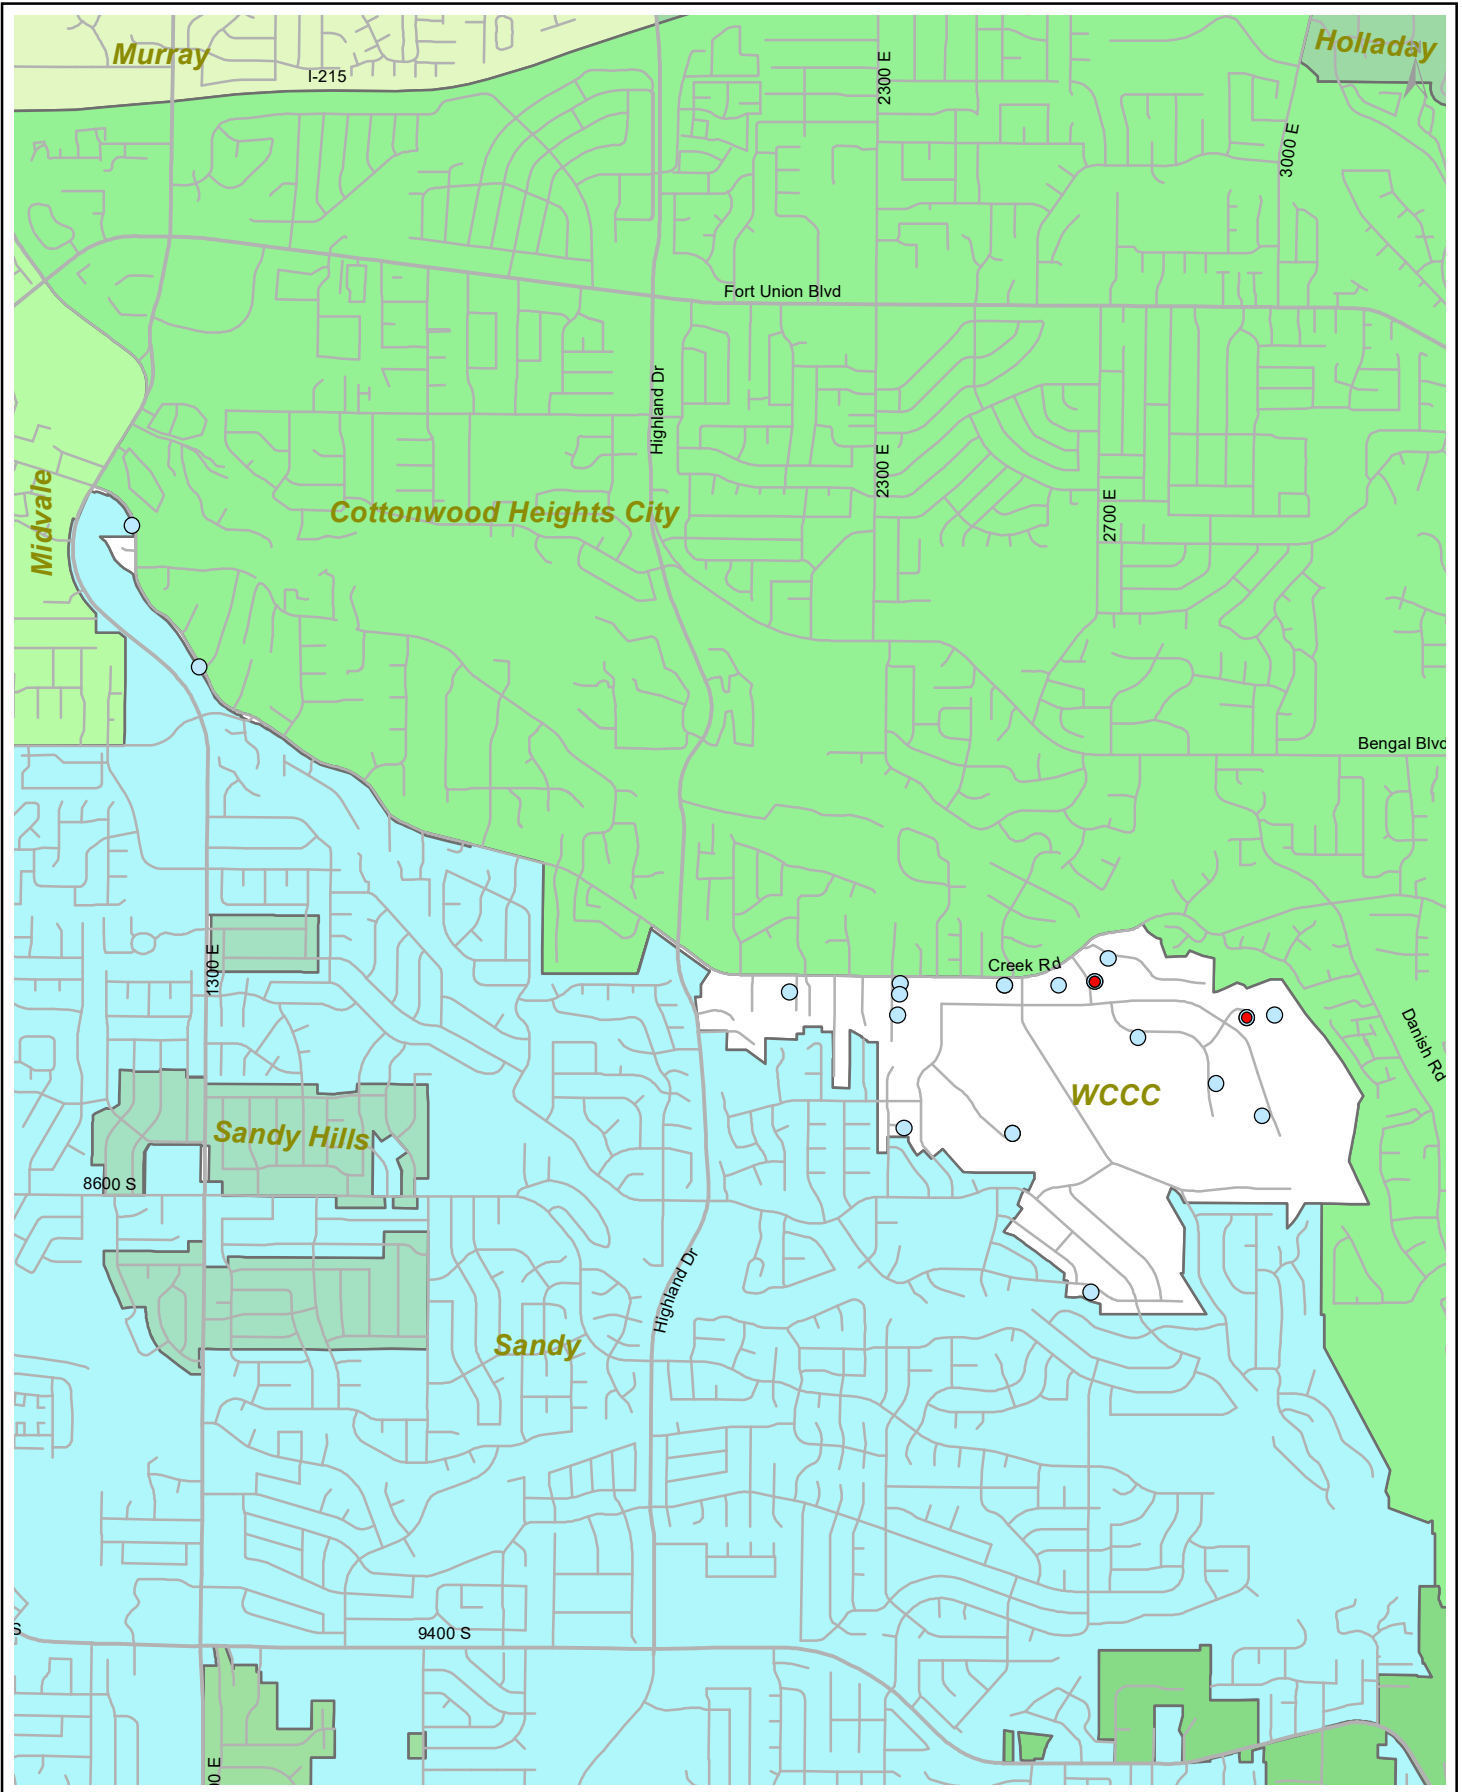 Murray
Holladay
I-215
2300 E
3000 E
Fort Union Blvd
Highland Dr
2300 E
Midvale
Cottonwood Heights City
2700 E
Bengal Blvd
1300 E
Creek Rd
Danish Rd
WCCC
Sandy Hills
8600 S
Highland Dr
Sandy
S
9400 S
00 E